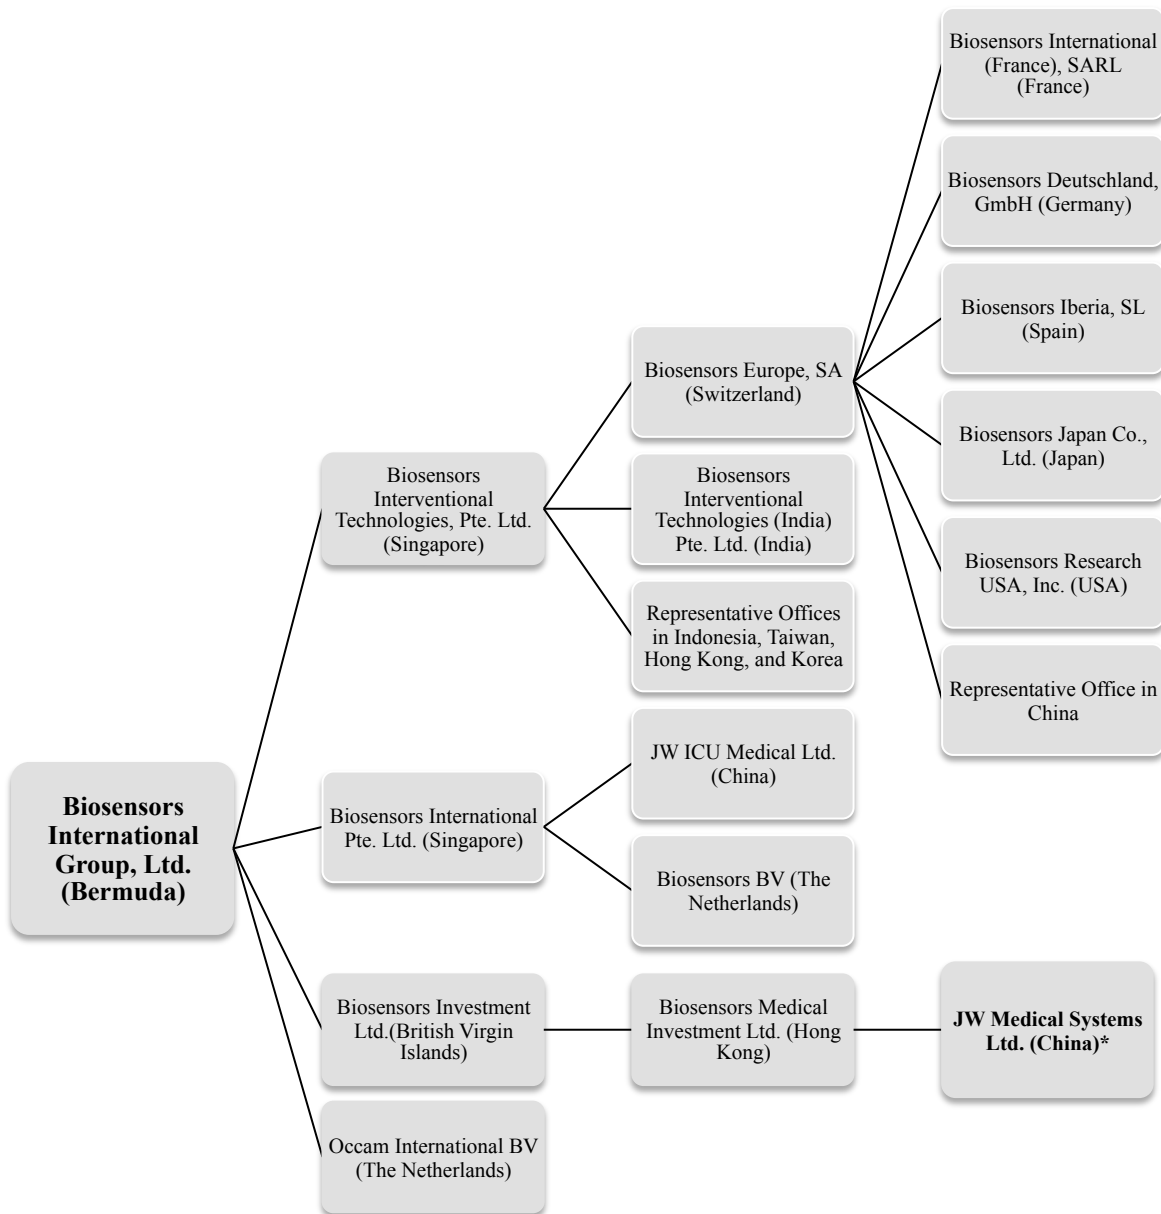 Biosensors International
(France), SARL
(France)
Biosensors Deutschland,
GmbH (Germany)
Biosensors Iberia, SL
(Spain)
Biosensors Europe, SA
(Switzerland)
Biosensors Japan Co.,
Ltd. (Japan)
Biosensors
Interventional
Technologies, Pte. Ltd.
(Singapore)
Biosensors
Interventional
Technologies (India)
Pte. Ltd. (India)
Biosensors Research
USA, Inc. (USA)
Representative Offices
in Indonesia, Taiwan,
Hong Kong, and Korea
Representative Office in
China
JW ICU Medical Ltd.
(China)
Biosensors
International
Group, Ltd.
(Bermuda)
Biosensors International
Pte. Ltd. (Singapore)
Biosensors BV (The
Netherlands)
Biosensors Investment
Ltd.(British Virgin
Islands)
Biosensors Medical
Investment Ltd. (Hong
Kong)
JW Medical Systems
Ltd. (China)*
Occam International BV
(The Netherlands)